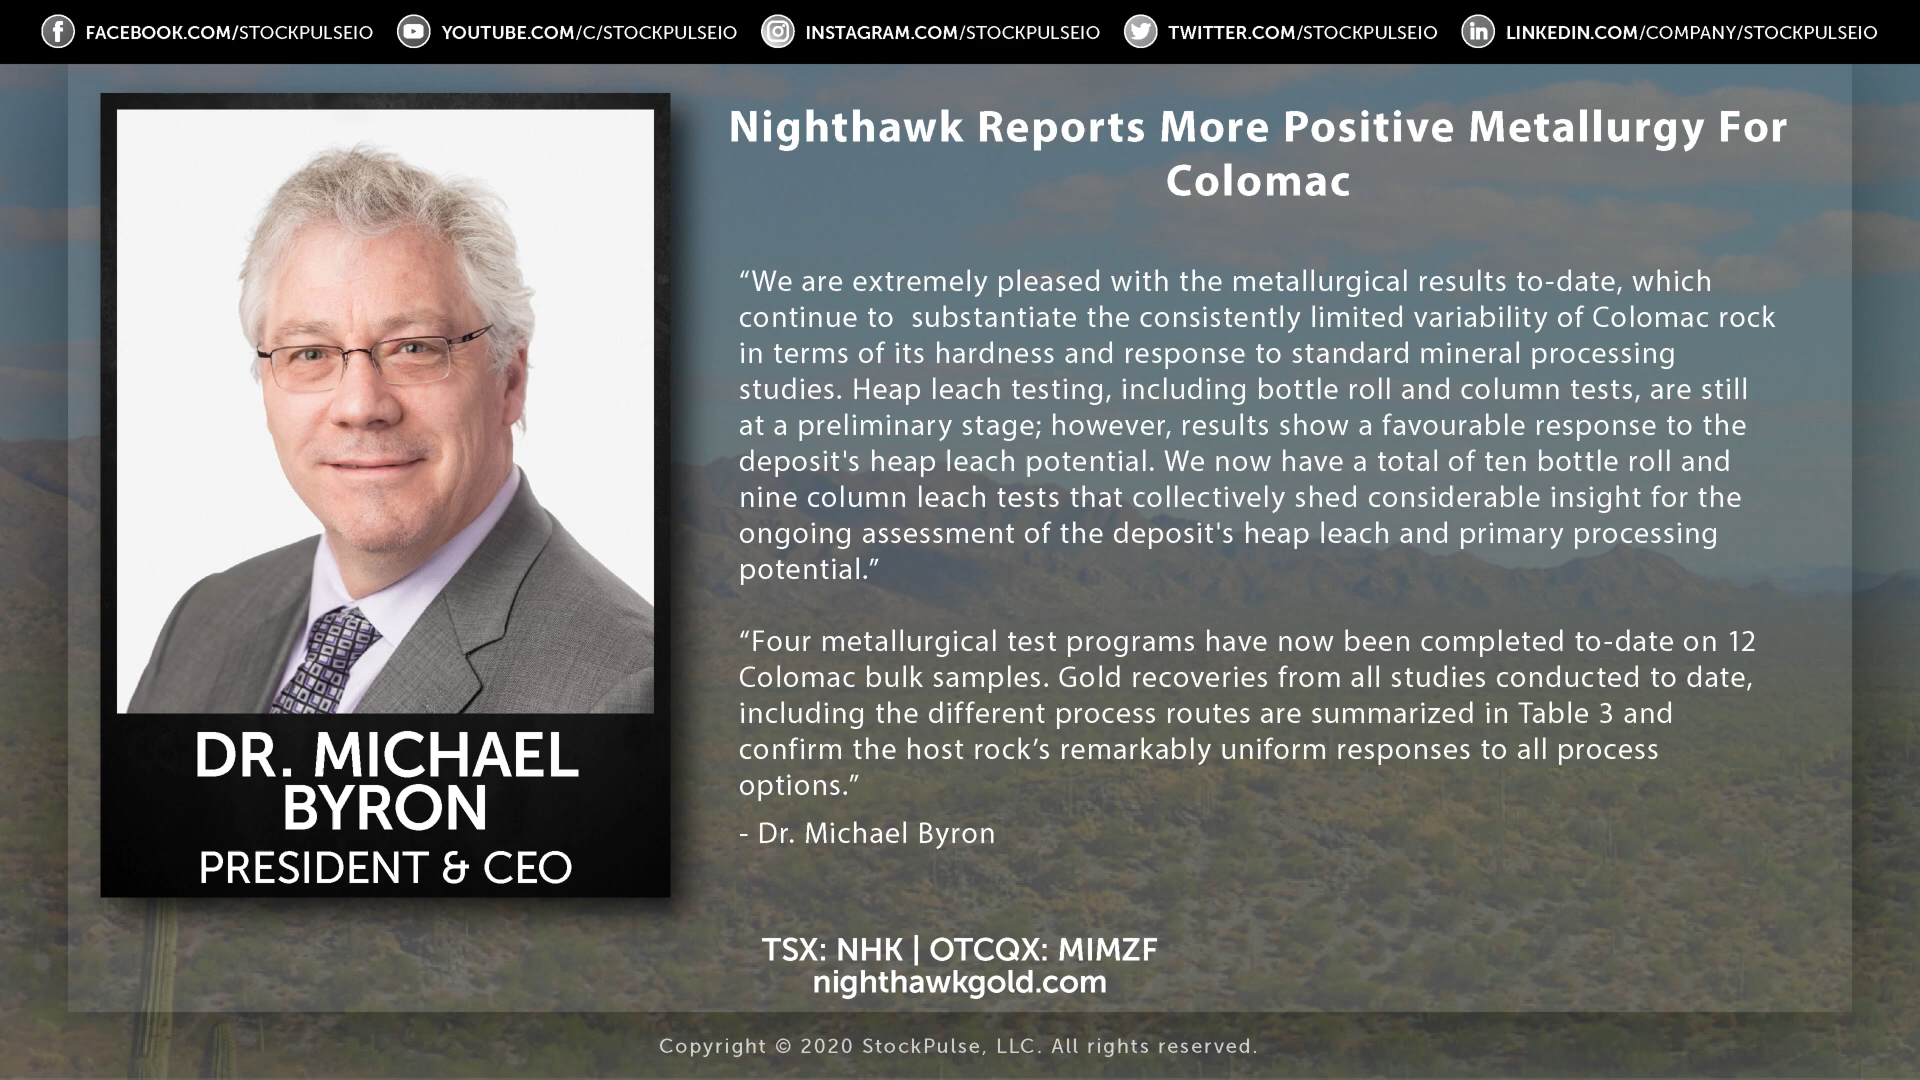 FACEBOOK.COM/STOCKPULSEIO YOUTUBE.COM/C/STOCKPULSEIO INSTAGRAM.COM/STOCKPULSEIO TWITTER.COM/STOCKPULSEIO LINKEDIN.COM/COMPANY/STOCKPULSEIO
Nighthawk Reports More Positive Metallurgy For
Colomac
“We are extremely pleased with the metallurgical results to-date, which
continue to  substantiate the consistently limited variability of Colomac rock
in terms of its hardness and response to standard mineral processing
studies. Heap leach testing, including bottle roll and column tests, are still
at a preliminary stage; however, results show a favourable response to the
deposit's heap leach potential. We now have a total of ten bottle roll and
nine column leach tests that collectively shed considerable insight for the
ongoing assessment of the deposit's heap leach and primary processing
potential.”
“Four metallurgical test programs have now been completed to-date on 12
Colomac bulk samples. Gold recoveries from all studies conducted to date,
including the different process routes are summarized in Table 3 and
confirm the host rock’s remarkably uniform responses to all process
options.”
- Dr. Michael Byron
DR. MICHAEL
BYRON
PRESIDENT & CEO
TSX: NHK | OTCQX: MIMZF
nighthawkgold.com
Copyright © 2020 StockPulse, LLC. All rights reserved.